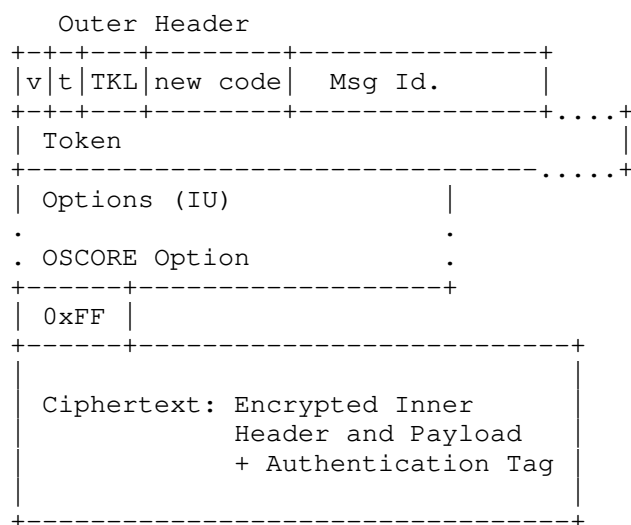 Outer Header
+-+-+---+--------+---------------+
|v|t|TKL|new code|  Msg Id.      |
+-+-+---+--------+---------------+....+
| Token                               |
+--------------------------------.....+
| Options (IU)             |
.                          .
. OSCORE Option            .
+------+-------------------+
| 0xFF |
+------+---------------------------+
|                                  |
| Ciphertext: Encrypted Inner      |
|             Header and Payload   |
|             + Authentication Tag |
|                                  |
+----------------------------------+